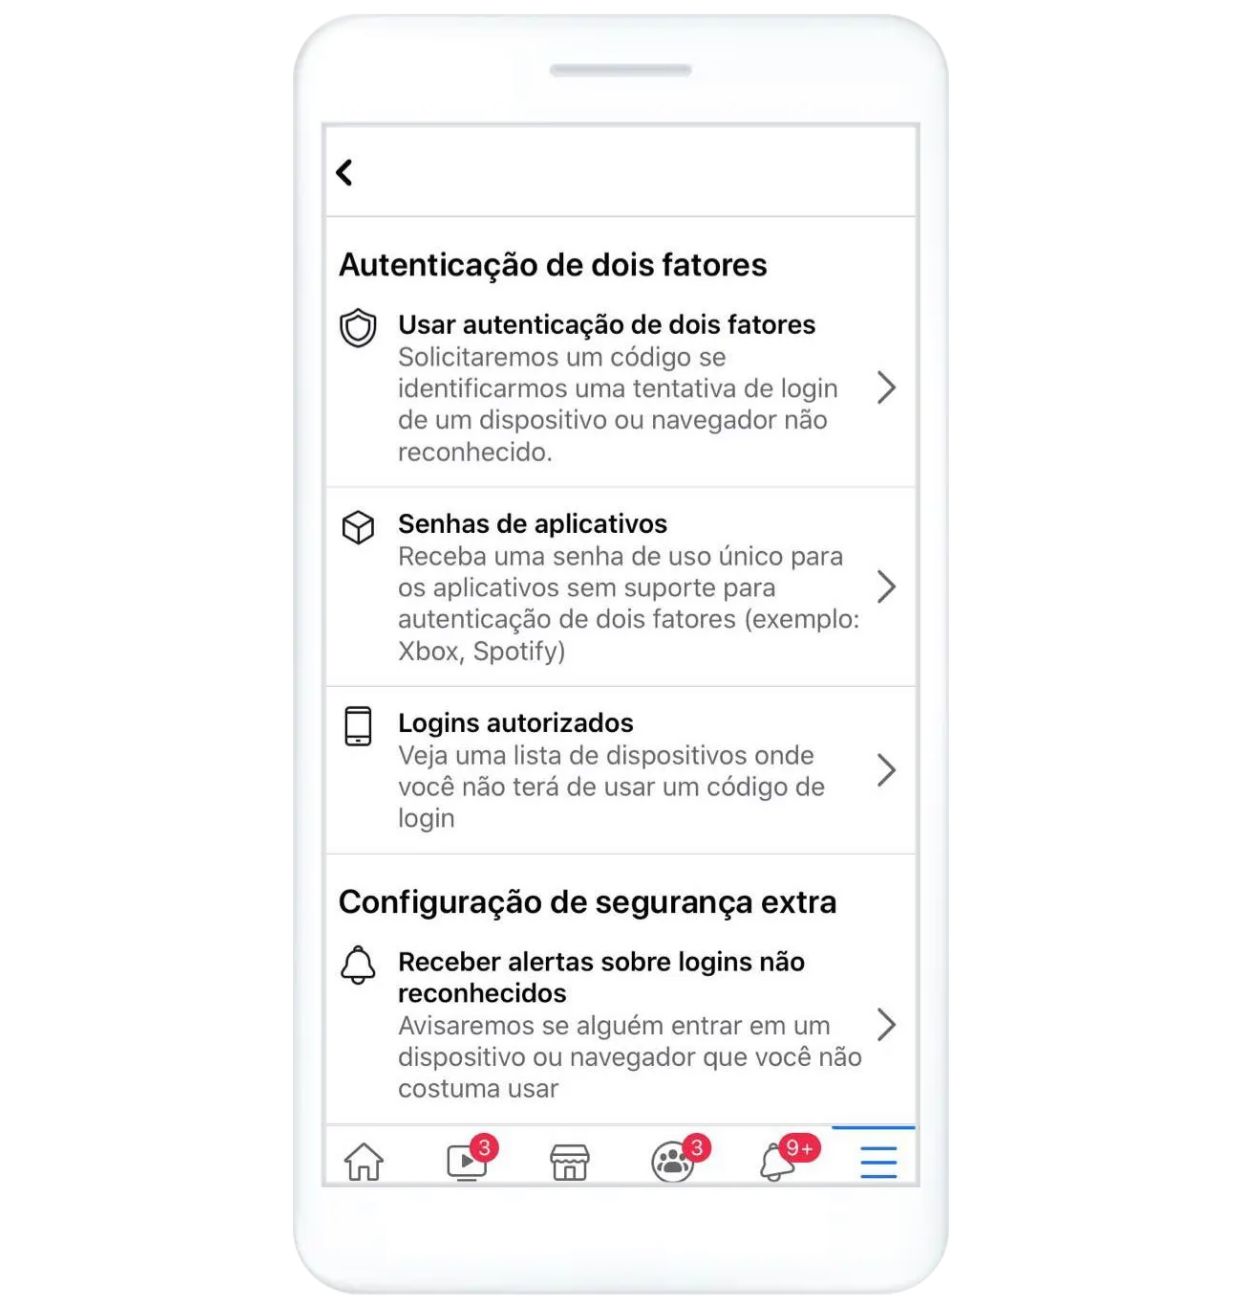 Autenticação de dois fatores
Usar autenticação de dois fatores
Solicitaremos um código se
identificarmos uma tentativa de login
de um dispositivo ou navegador não
reconhecido.
Senhas de aplicativos
Receba uma senha de uso único para
os aplicativos sem suporte para
autenticação de dois fatores (exemplo:
Xbox, Spotify)
Logins autorizados
Veja uma lista de dispositivos onde
você não terá de usar um código de
login
Configuração de segurança extra
Receber alertas sobre logins não
reconhecidos
Avisaremos se alguém entrar em um
dispositivo ou navegador que você não
costuma usar
3 3 9+